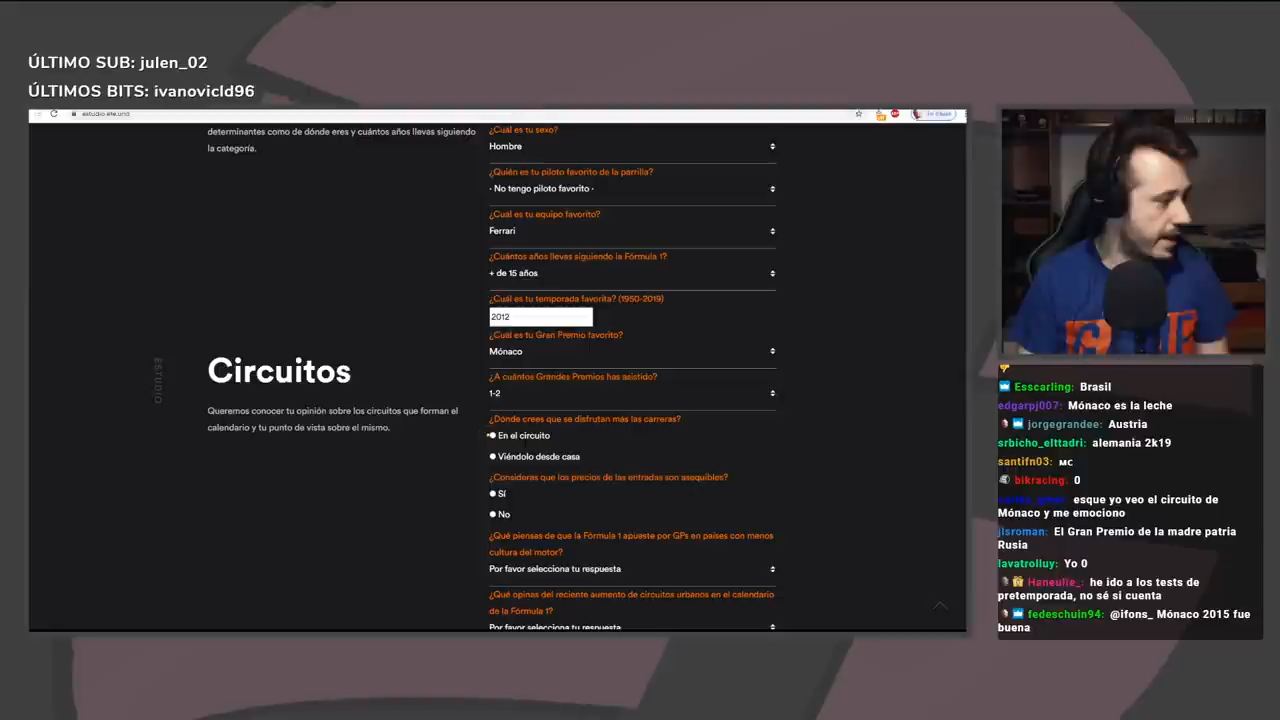 ÚLTIMO SUB: julen_02
ÚLTIMOS BITS: ivanovicld96
determinantes como de dónde eres y cuántos años llevas siguiendo
la categoría.
¿Cuál es tu sexo?
Hombre
¿Quién es tu piloto favorito de la parrilla?
· No tengo piloto favorito ·
¿Cuál es tu equipo favorito?
Ferrari
¿Cuántos años llevas siguiendo la Fórmula 1?
+ de 15 años
¿Cuál es tu temporada favorita? (1950-2019)
2012
¿Cuál es tu Gran Premio favorito?
Mónaco
¿A cuántos Grandes Premios has asistido?
1-2
¿Dónde crees que se disfrutan más las carreras?
En el circuito
Viéndolo desde casa
¿Consideras que los precios de las entradas son asequibles?
Sí
No
¿Qué piensas de que la Fórmula 1 apueste por GPs en países con menos
cultura del motor?
Por favor selecciona tu respuesta
¿Qué opinas del reciente aumento de circuitos urbanos en el calendario
de la Fórmula 1?
Por favor selecciona tu respuesta
ESTUDIO
Circuitos
Queremos conocer tu opinión sobre los circuitos que forman el
calendario y tu punto de vista sobre el mismo.
Esscarling: Brasil
edgarpj007: Mónaco es la leche
jorgegrandee: Austria
srbicho_elttadri: alemania 2k19
santifn03: MC
bikracing: 0
esque yo veo el circuito de
Mónaco y me emociono
jlsroman: El Gran Premio de la madre patria
Rusia
lavatrolluy: Yo 0
Haneulie_: he ido a los tests de
pretemporada, no sé si cuenta
fedeschuin94: @ifons_ Mónaco 2015 fue
buena